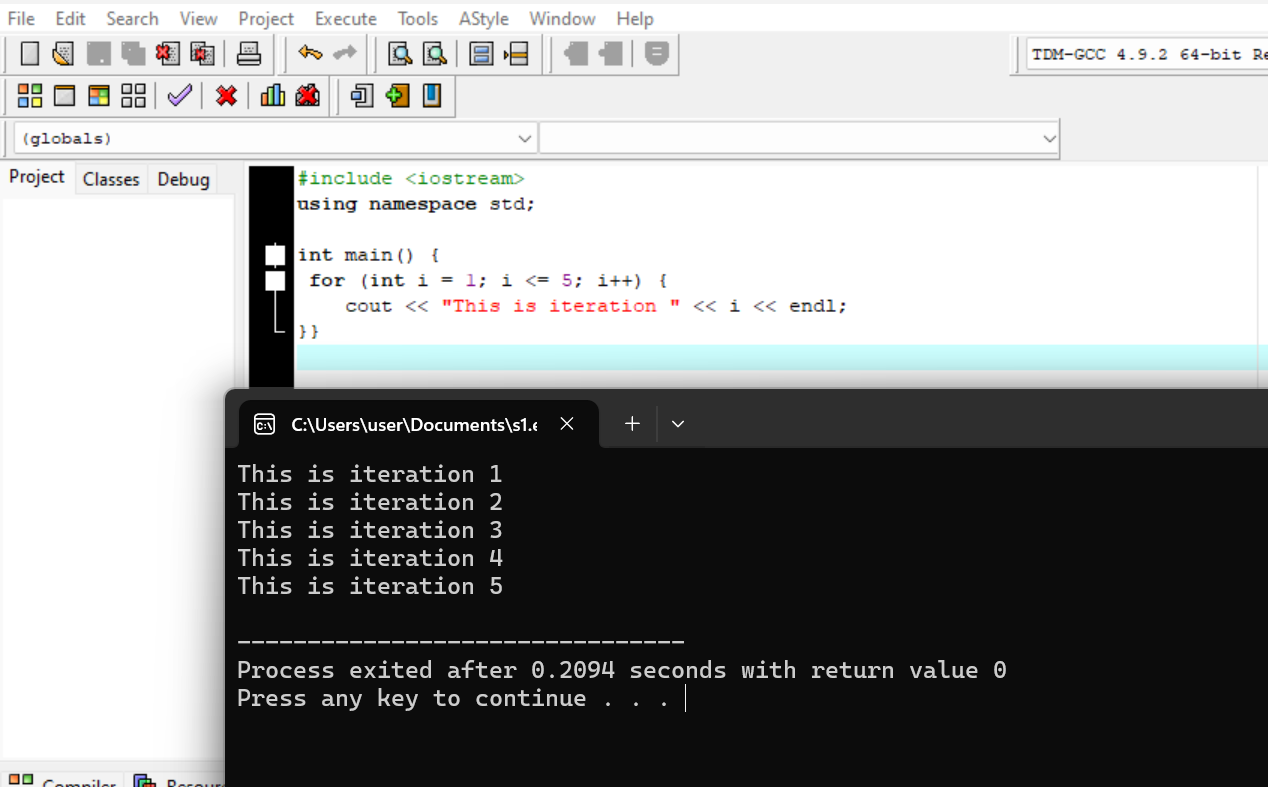 File Edit Search View Project Execute Tools AStyle Window Help
TDM-GCC 4.9.2 64-bit Re
(globals)
Project Classes Debug
#include <iostream>
using namespace std;
int main() {
for (int i = 1; i <= 5; i++) {
cout << "This is iteration " << i << endl;
}}
C:\Users\user\Documents\s1.e
This is iteration 1
This is iteration 2
This is iteration 3
This is iteration 4
This is iteration 5
--------------------------------
Process exited after 0.2094 seconds with return value 0
Press any key to continue . . .
Compiler Resour